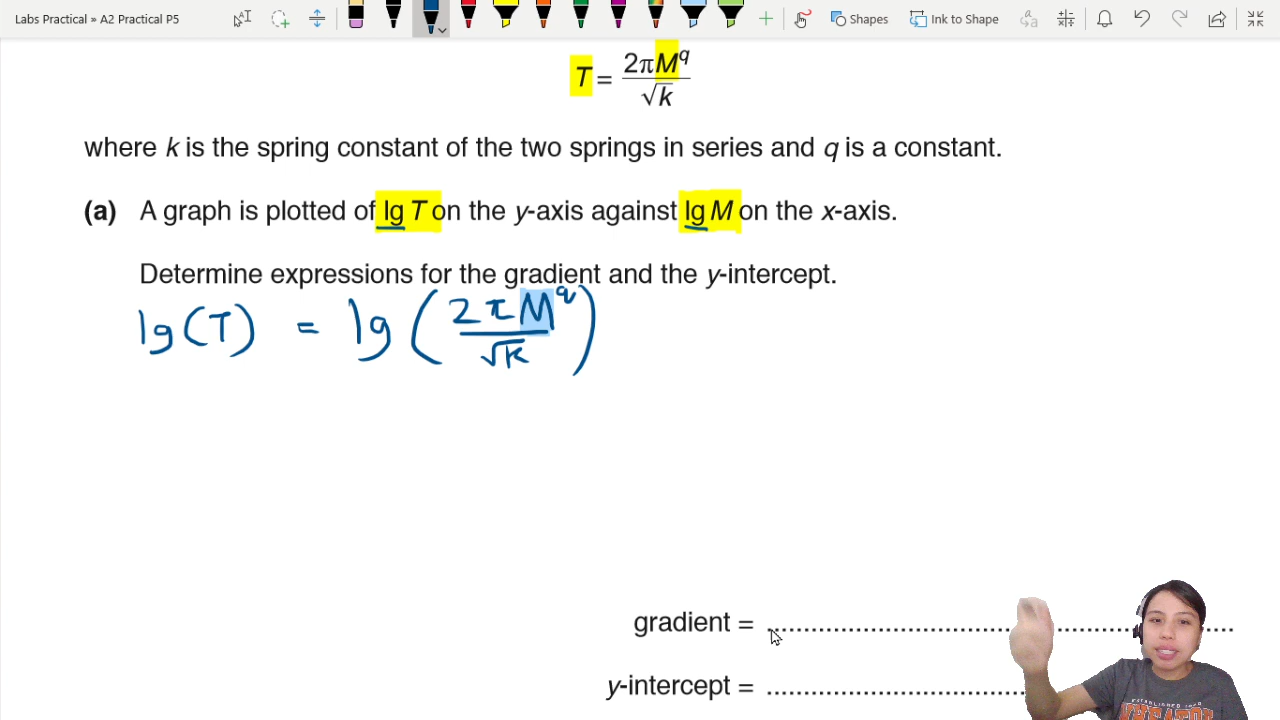 Labs Practical » A2 Practical P5
Shapes
Ink to Shape
T = 2πM^q / √k
where k is the spring constant of the two springs in series and q is a constant.
(a) A graph is plotted of lg T on the y-axis against lg M on the x-axis.
Determine expressions for the gradient and the y-intercept.
lg(T) = lg(2πM^q / √k)
gradient = ......................................................
y-intercept = ..............................
ESTABLISHED
WHEATON